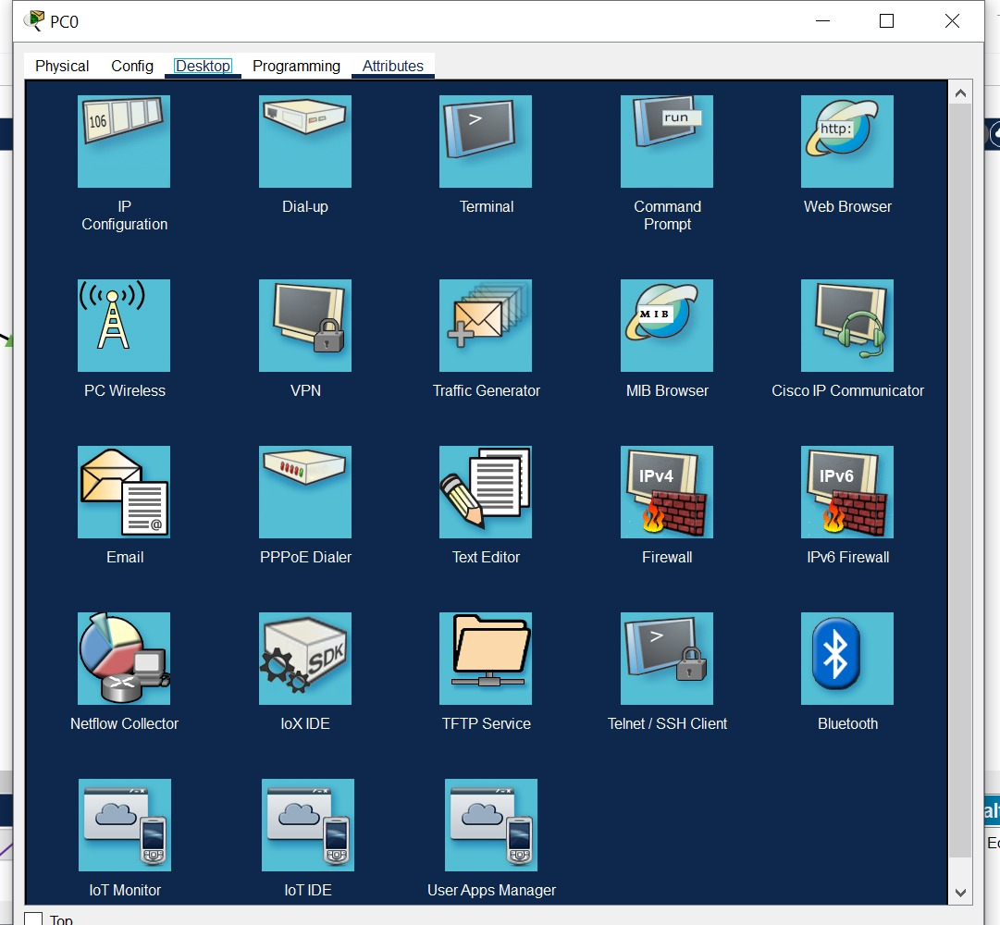 PC0
Physical Config Desktop Programming Attributes
106
>
run
http:
IP
Configuration
Dial-up
Terminal
Command
Prompt
Web Browser
MIB
PC Wireless
VPN
Traffic Generator
MIB Browser
Cisco IP Communicator
@
IPv4
IPv6
Email
PPPoE Dialer
Text Editor
Firewall
IPv6 Firewall
SDK
>
Netflow Collector
IoX IDE
TFTP Service
Telnet / SSH Client
Bluetooth
IoT Monitor
IoT IDE
User Apps Manager
Top